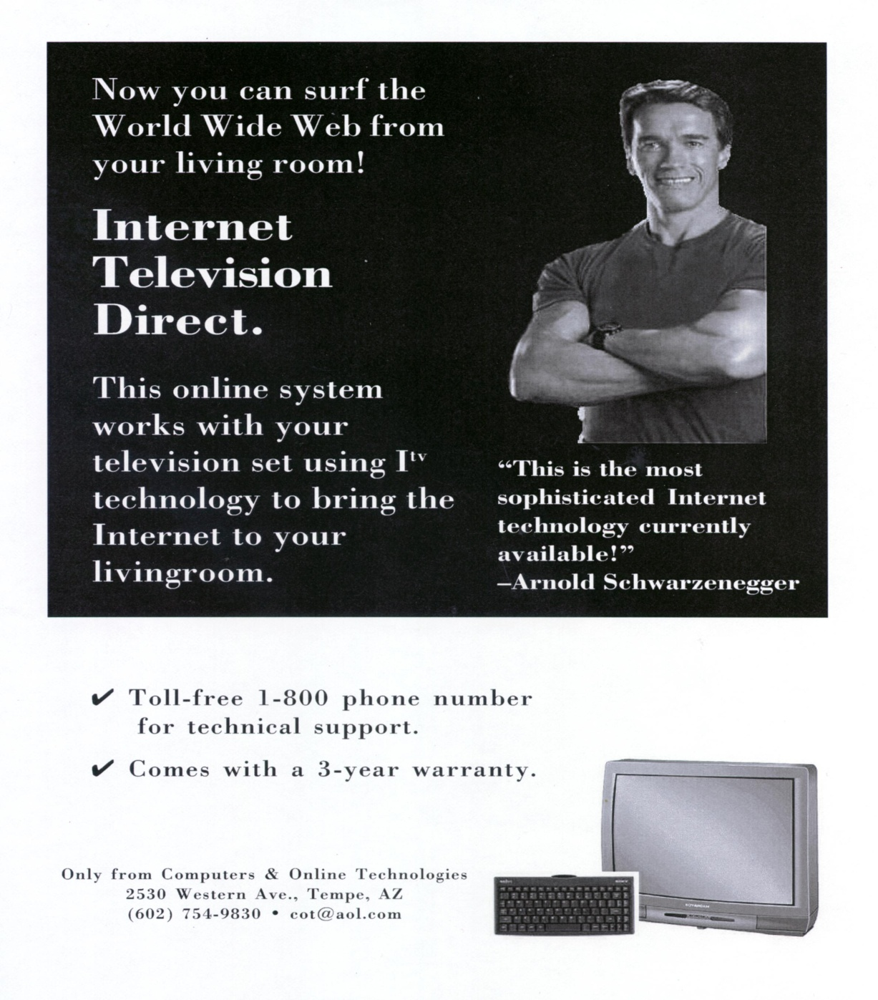 Now you can surf the
World Wide Web from
your living room!
Internet
Television
Direct.
This online system
works with your
television set using Itv
technology to bring the
Internet to your
livingroom.
“This is the most
sophisticated Internet
technology currently
available!”
–Arnold Schwarzenegger
✔ Toll-free 1-800 phone number
for technical support.
✔ Comes with a 3-year warranty.
Only from Computers & Online Technologies
2530 Western Ave., Tempe, AZ
(602) 754-9830 • cot@aol.com